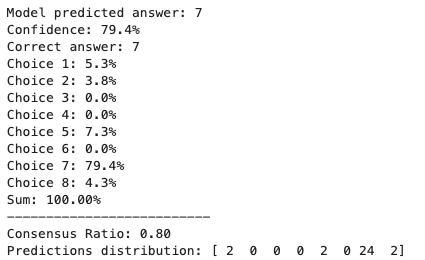 Model predicted answer: 7
Confidence: 79.4%
Correct answer: 7
Choice 1: 5.3%
Choice 2: 3.8%
Choice 3: 0.0%
Choice 4: 0.0%
Choice 5: 7.3%
Choice 6: 0.0%
Choice 7: 79.4%
Choice 8: 4.3%
Sum: 100.00%
--------------------------
Consensus Ratio: 0.80
Predictions distribution: [ 2  0  0  0  2  0 24  2]